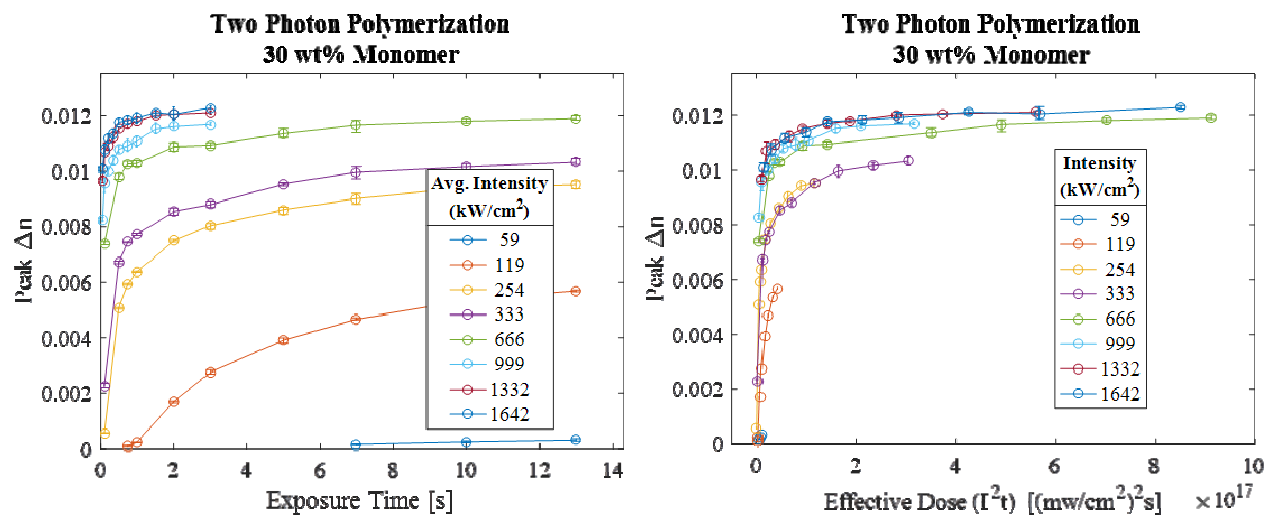 Two Photon Polymerization
30 wt% Monomer
Peak Δn
0.012
0.01
0.008
0.006
0.004
0.002
0
0 2 4 6 8 10 12 14
Exposure Time [s]
Avg. Intensity
(kW/cm²)
59
119
254
333
666
999
1332
1642
Two Photon Polymerization
30 wt% Monomer
Peak Δn
0.012
0.01
0.008
0.006
0.004
0.002
0
0 2 4 6 8 10
Effective Dose (I²t) [(mw/cm²)²s] ×10¹⁷
Intensity
(kW/cm²)
59
119
254
333
666
999
1332
1642